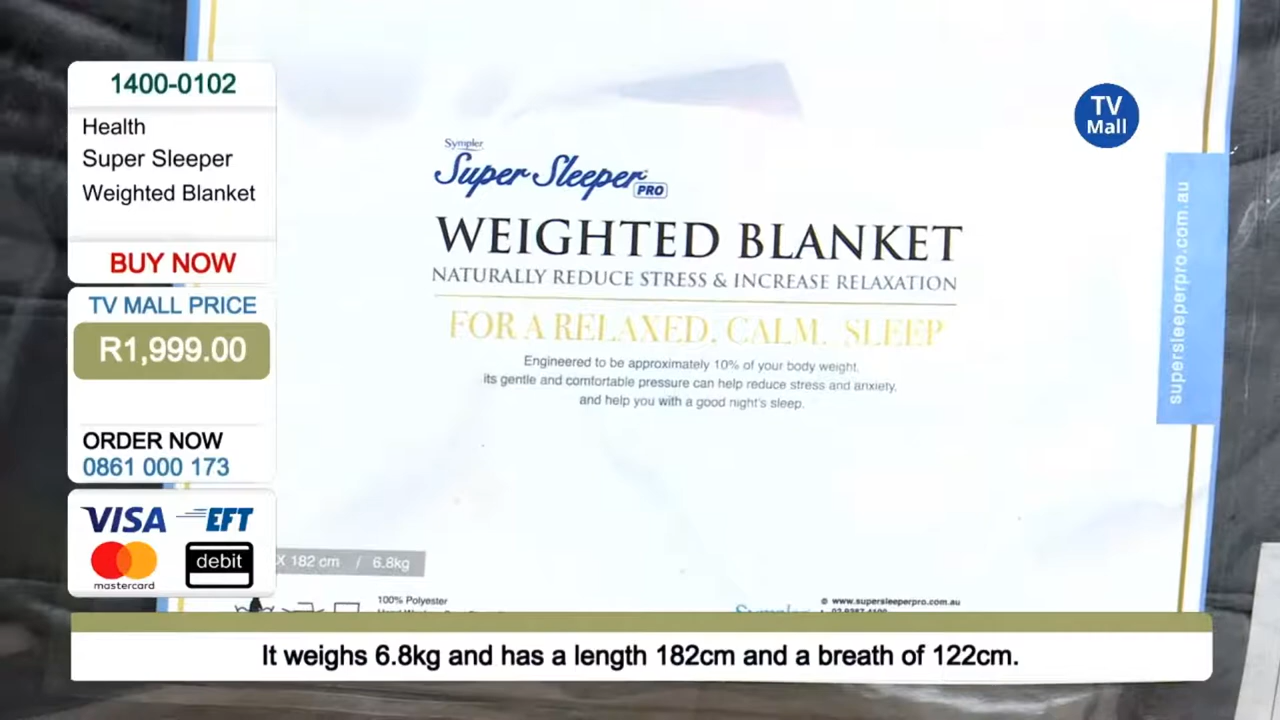 1400-0102
Health
Super Sleeper
Weighted Blanket
BUY NOW
TV MALL PRICE
R1,999.00
ORDER NOW
0861 000 173
VISA EFT
mastercard debit
TV
Mall
Sympler
Super Sleeper PRO
WEIGHTED BLANKET
NATURALLY REDUCE STRESS & INCREASE RELAXATION
FOR A RELAXED, CALM, SLEEP
Engineered to be approximately 10% of your body weight,
its gentle and comfortable pressure can help reduce stress and anxiety,
and help you with a good night's sleep.
supersleeperpro.com.au
X 182 cm / 6.8kg
100% Polyester
www.supersleeperpro.com.au
Sympler
It weighs 6.8kg and has a length 182cm and a breath of 122cm.